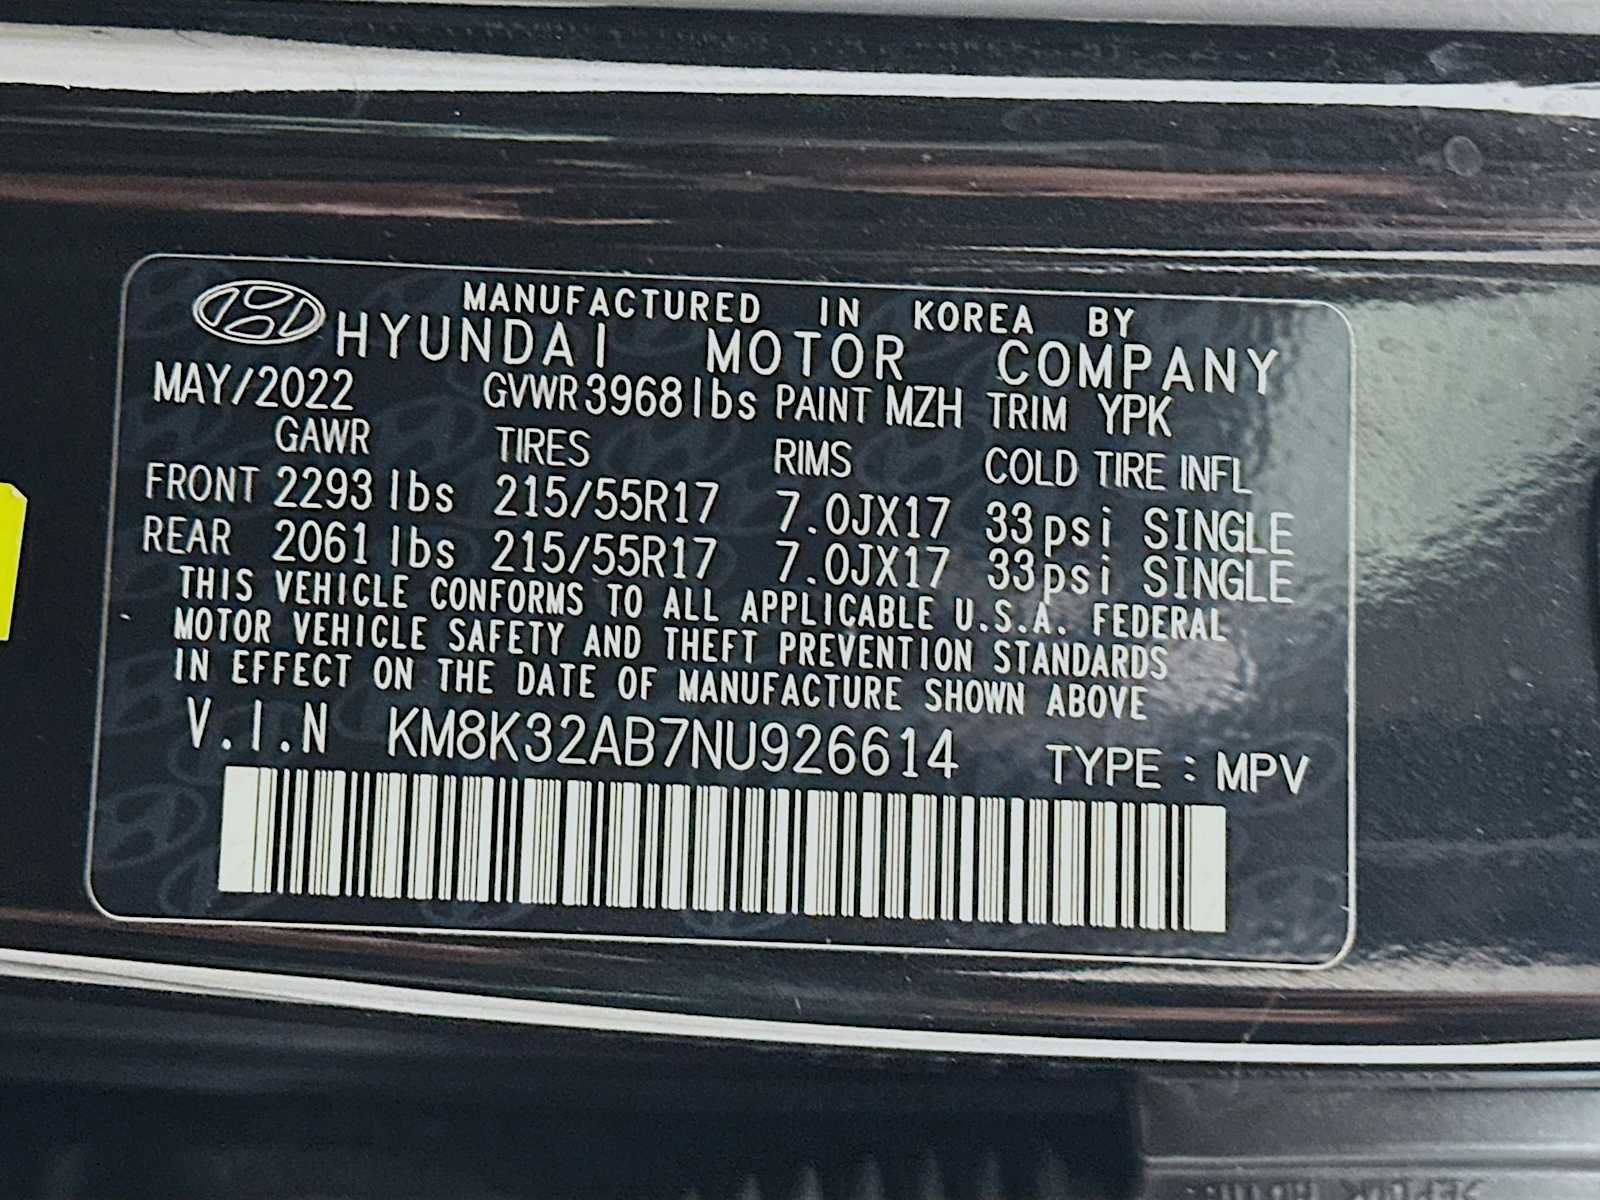 MANUFACTURED IN KOREA BY
HYUNDAI MOTOR COMPANY
MAY/2022 GVWR 3968 lbs PAINT MZH TRIM YPK
GAWR TIRES RIMS COLD TIRE INFL
FRONT 2293 lbs 215/55R17 7.0JX17 33psi SINGLE
REAR 2061 lbs 215/55R17 7.0JX17 33psi SINGLE
THIS VEHICLE CONFORMS TO ALL APPLICABLE U.S.A. FEDERAL
MOTOR VEHICLE SAFETY AND THEFT PREVENTION STANDARDS
IN EFFECT ON THE DATE OF MANUFACTURE SHOWN ABOVE
V.I.N KM8K32AB7NU926614 TYPE : MPV